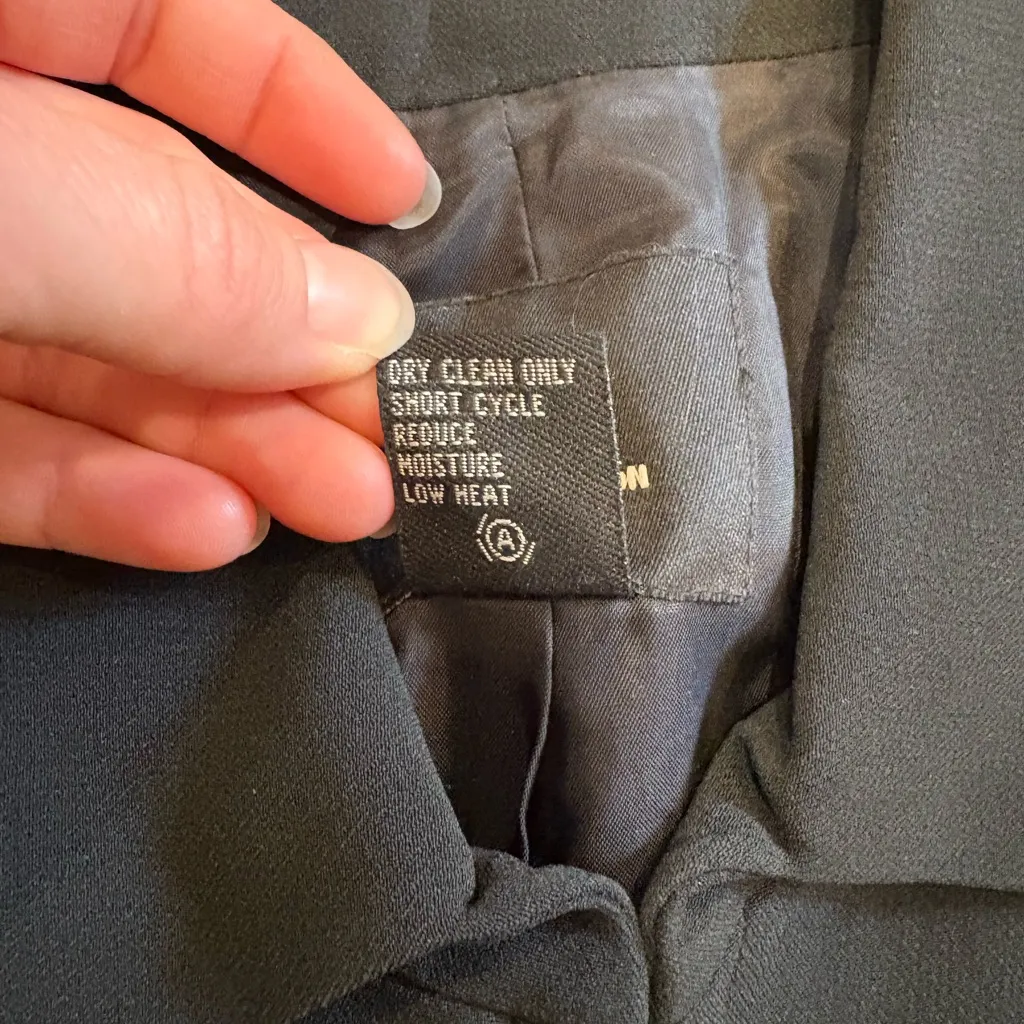 DRY CLEAN ONLY
SHORT CYCLE
REDUCE
MOISTURE
LOW HEAT
A